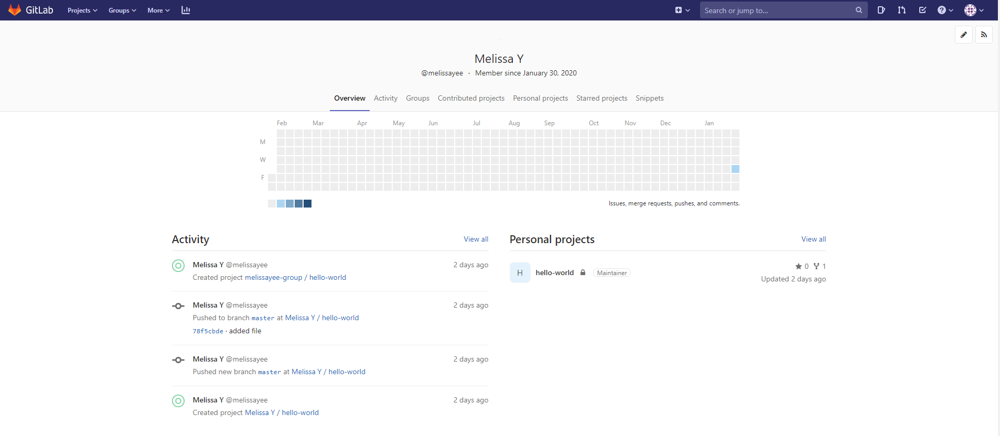 GitLab Projects Groups More Search or jump to...
Melissa Y
@melissayee · Member since January 30, 2020
Overview Activity Groups Contributed projects Personal projects Starred projects Snippets
Feb Mar Apr May Jun Jul Aug Sep Oct Nov Dec Jan
M
W
F
Issues, merge requests, pushes, and comments.
Activity View all
Melissa Y @melissayee 2 days ago
Created project melissayee-group / hello-world
Melissa Y @melissayee 2 days ago
Pushed to branch master at Melissa Y / hello-world
78f5cbde · added file
Melissa Y @melissayee 2 days ago
Pushed new branch master at Melissa Y / hello-world
Melissa Y @melissayee 2 days ago
Created project Melissa Y / hello-world
Personal projects View all
H hello-world Maintainer 0 1
Updated 2 days ago